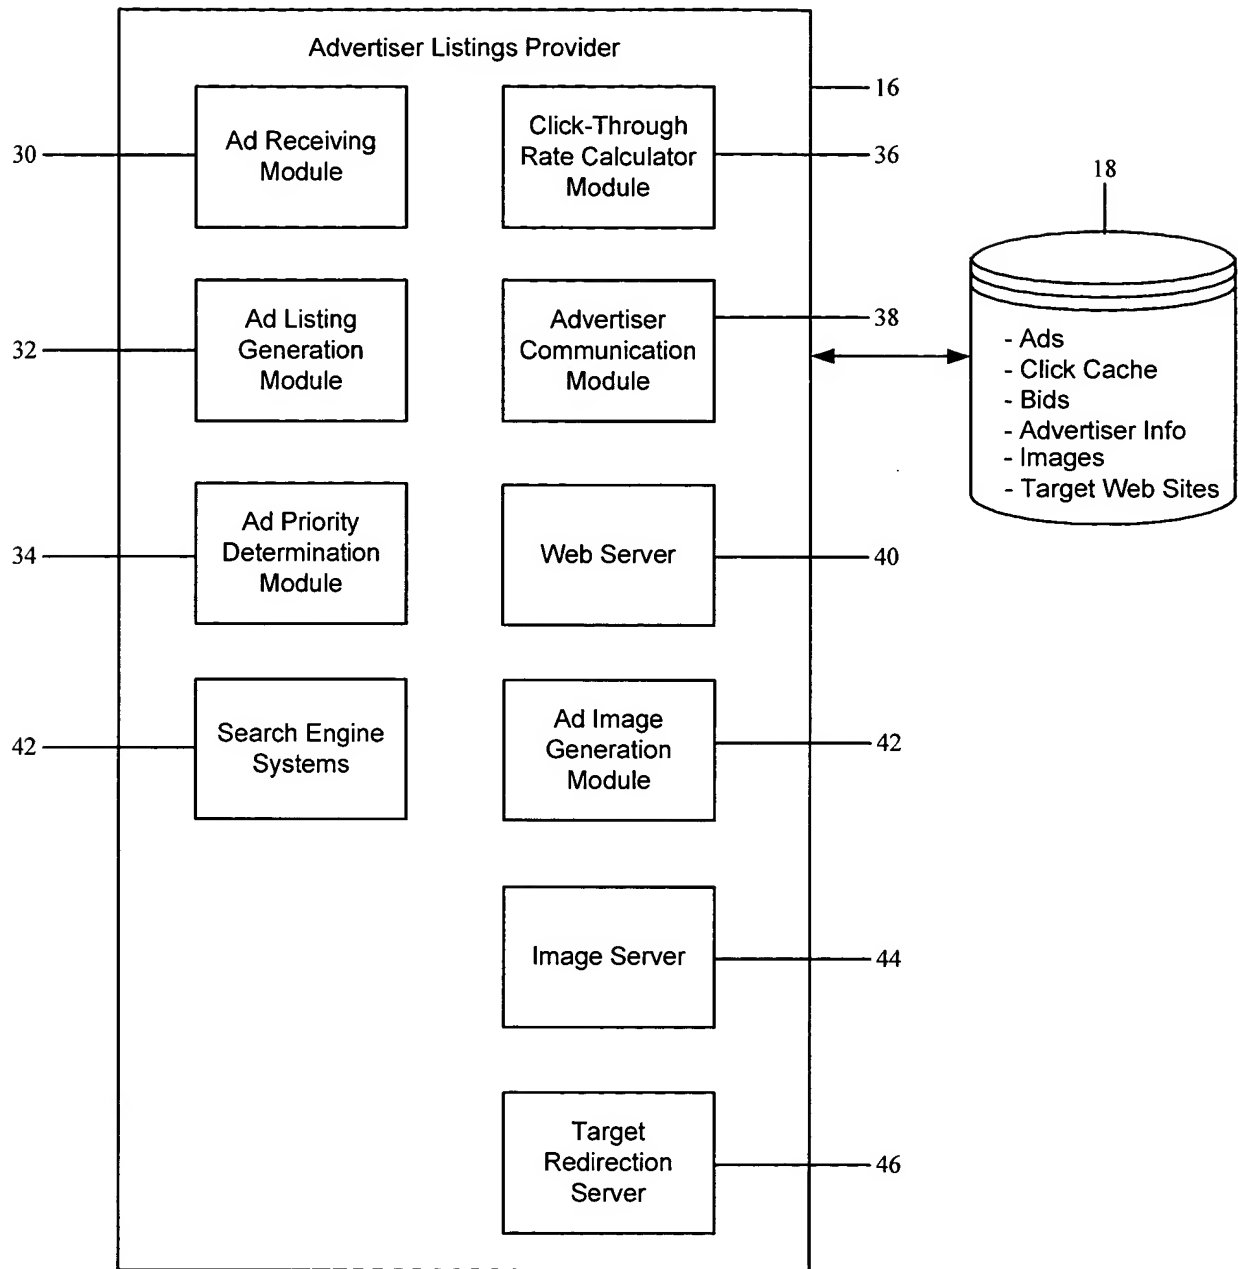 Advertiser Listings Provider
16
30
Ad Receiving
Module
Click-Through
Rate Calculator
Module
36
18
32
Ad Listing
Generation
Module
Advertiser
Communication
Module
38
- Ads
- Click Cache
- Bids
- Advertiser Info
- Images
- Target Web Sites
34
Ad Priority
Determination
Module
Web Server
40
42
Search Engine
Systems
Ad Image
Generation
Module
42
Image Server
44
Target
Redirection
Server
46